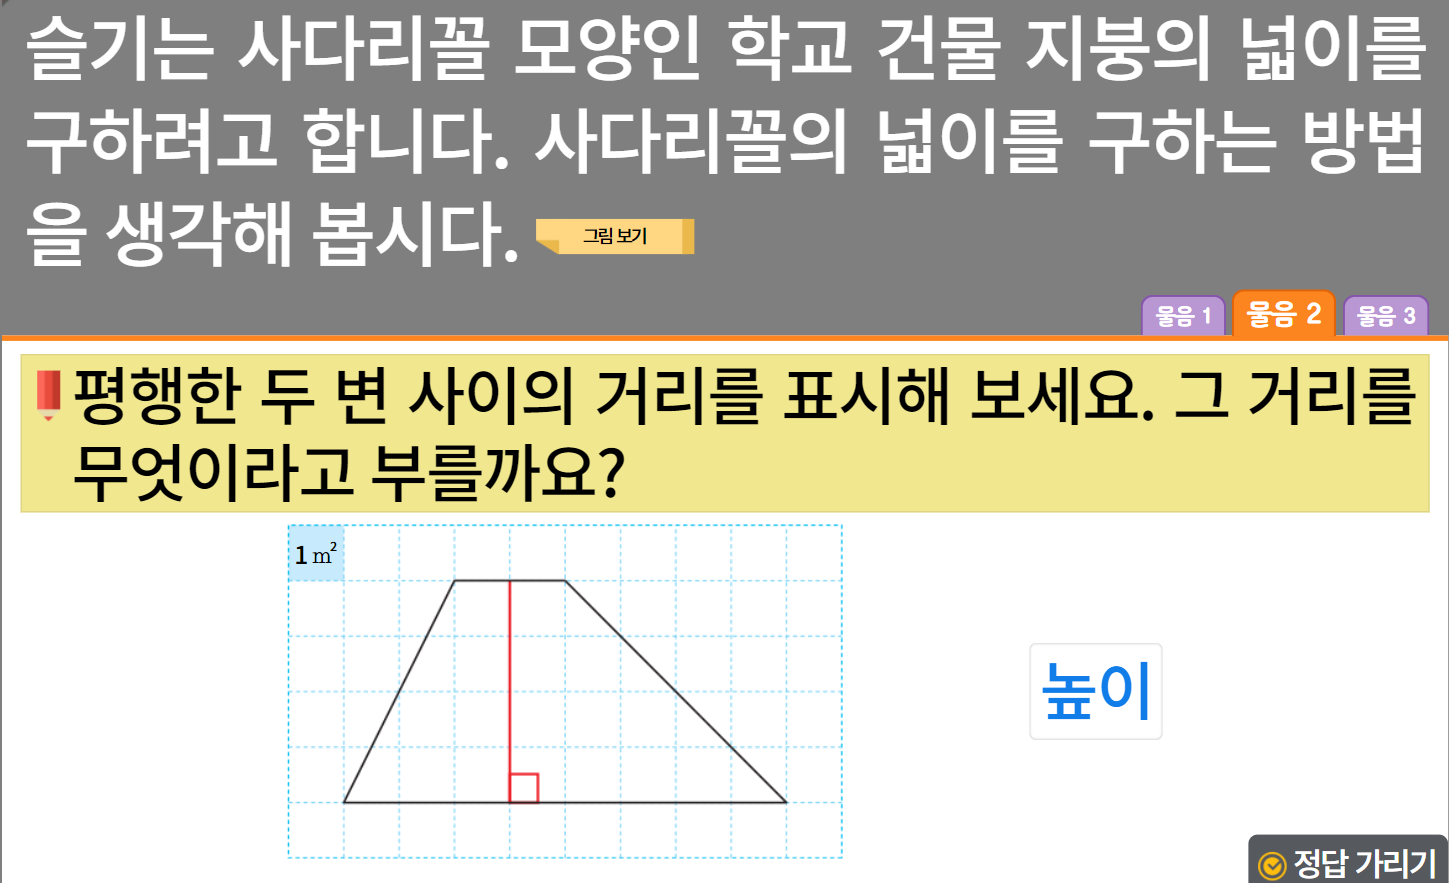 슬기는 사다리꼴 모양인 학교 건물 지붕의 넓이를
구하려고 합니다. 사다리꼴의 넓이를 구하는 방법
을 생각해 봅시다. 그림 보기
물음 1 물음 2 물음 3
평행한 두 변 사이의 거리를 표시해 보세요. 그 거리를
무엇이라고 부를까요?
1 m²
높이
정답 가리기